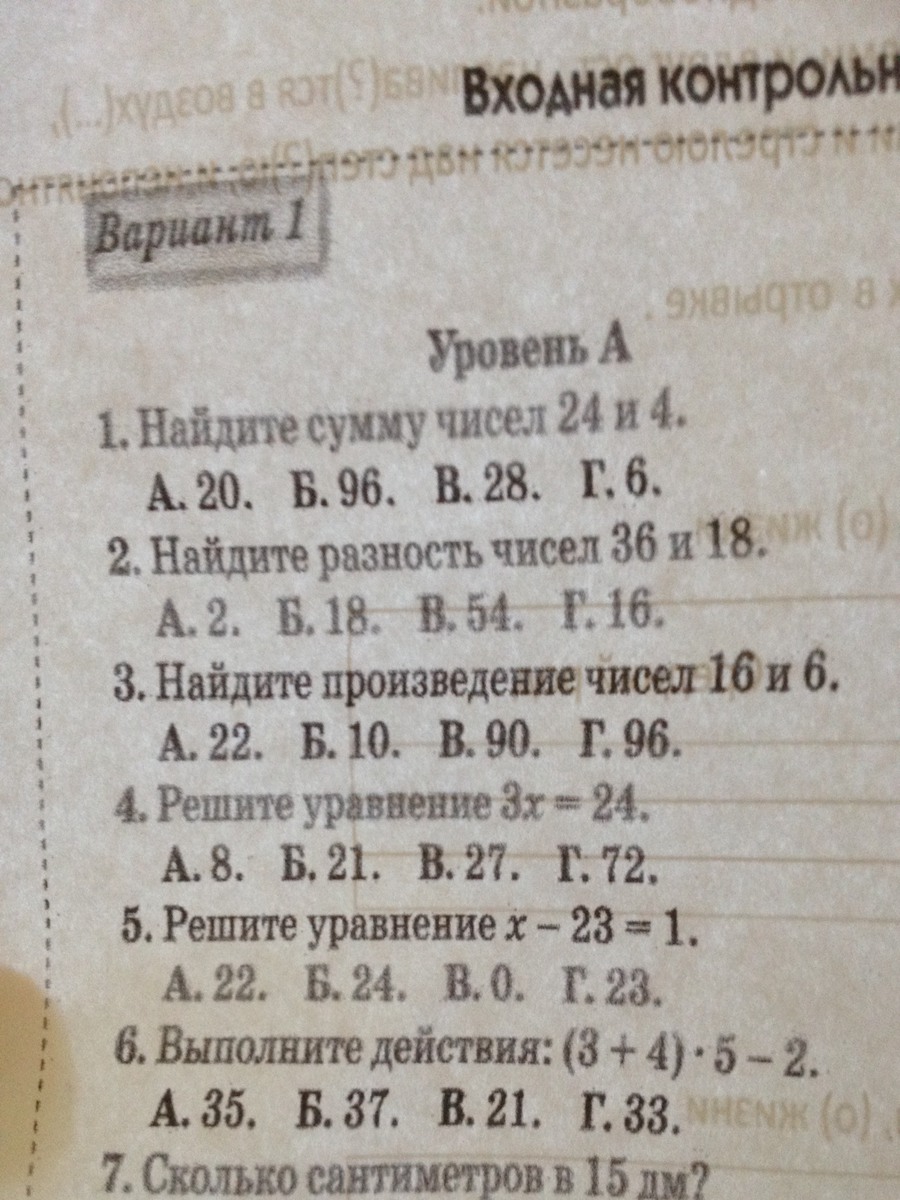 Входная контрольн
Вариант 1
Уровень А
1. Найдите сумму чисел 24 и 4.
А. 20. Б. 96. В. 28. Г. 6.
2. Найдите разность чисел 36 и 18.
А. 2. Б. 18. В. 54. Г. 16.
3. Найдите произведение чисел 16 и 6.
А. 22. Б. 10. В. 90. Г. 96.
4. Решите уравнение 3x = 24.
А. 8. Б. 21. В. 27. Г. 72.
5. Решите уравнение x – 23 = 1.
А. 22. Б. 24. В. 0. Г. 23.
6. Выполните действия: (3 + 4) · 5 – 2.
А. 35. Б. 37. В. 21. Г. 33.
7. Сколько сантиметров в 15 дм?